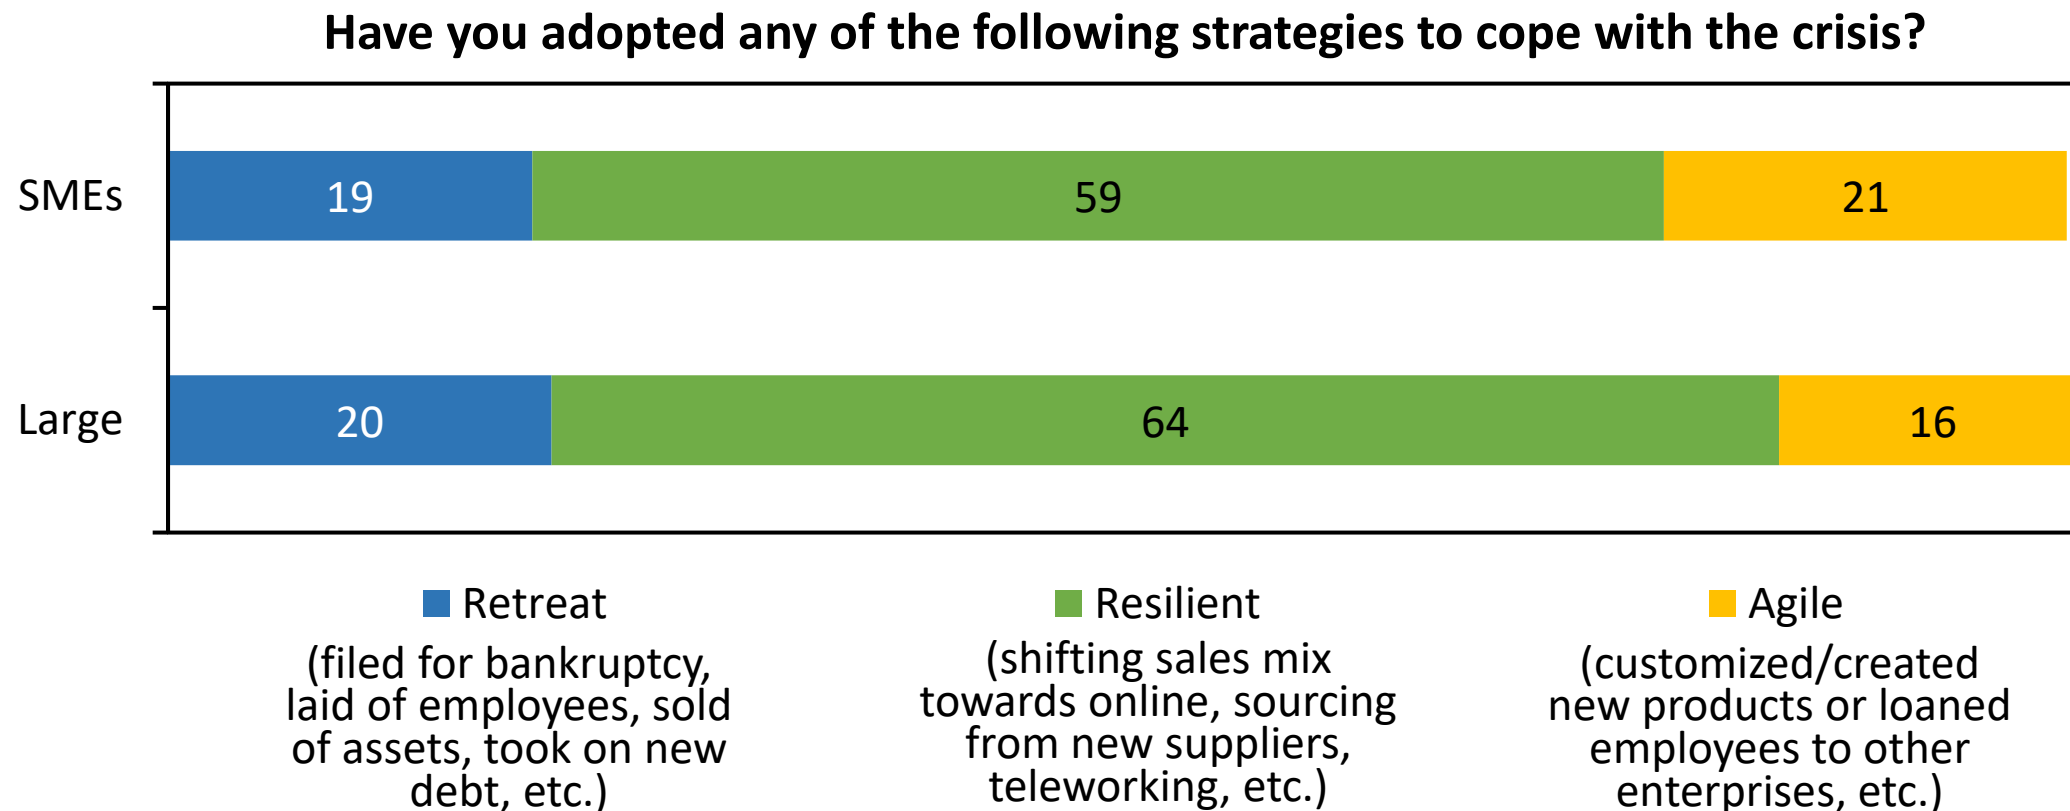 Have you adopted any of the following strategies to cope with the crisis?
SMEs
19
59
21
Large
20
64
16
Retreat
(filed for bankruptcy,
laid of employees, sold
of assets, took on new
debt, etc.)
Resilient
(shifting sales mix
towards online, sourcing
from new suppliers,
teleworking, etc.)
Agile
(customized/created
new products or loaned
employees to other
enterprises, etc.)